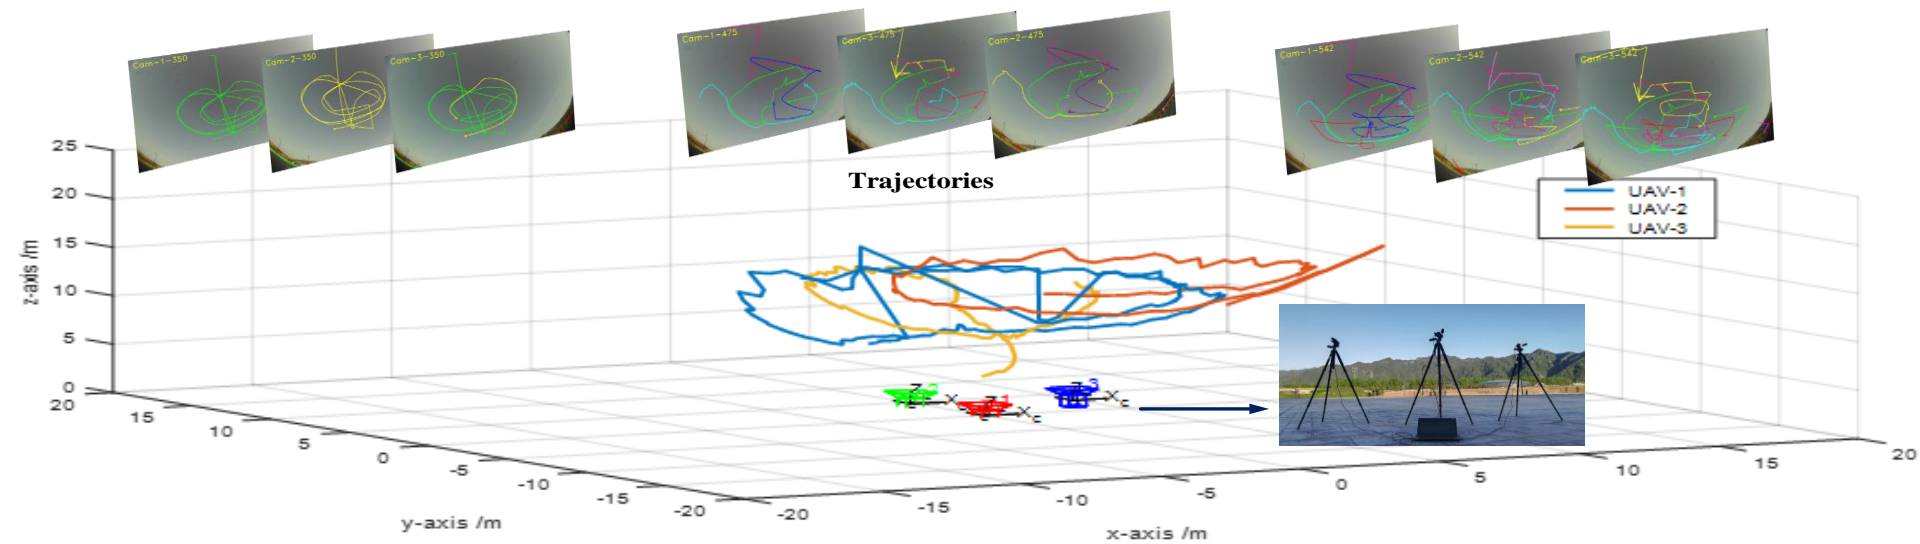 Cam-1-350
Cam-2-350
Cam-3-350
Cam-1-475
Cam-3-475
Cam-2-475
Cam-1-542
Cam-2-542
Cam-3-542
Trajectories
UAV-1
UAV-2
UAV-3
z-axis /m
25
20
15
10
5
0
20
15
10
5
0
-5
-10
-15
-20
y-axis /m
-20
-15
-10
-5
0
5
10
15
20
x-axis /m
Z 2
X
Z 1
X c
Z 3
X c